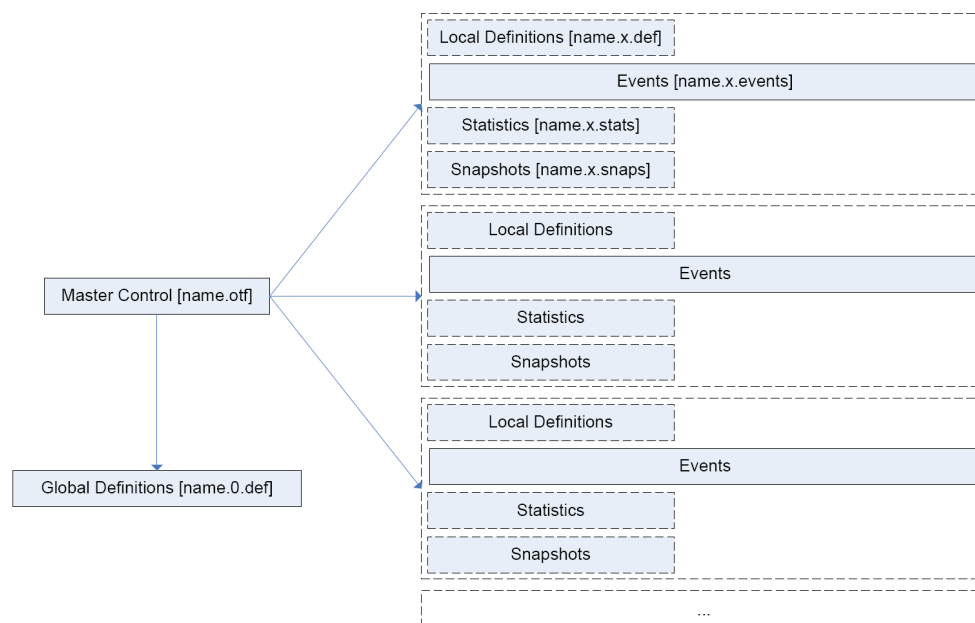 Local Definitions [name.x.def]
Events [name.x.events]
Statistics [name.x.stats]
Snapshots [name.x.snaps]
Local Definitions
Events
Master Control [name.otf]
Statistics
Snapshots
Local Definitions
Events
Global Definitions [name.0.def]
Statistics
Snapshots
...